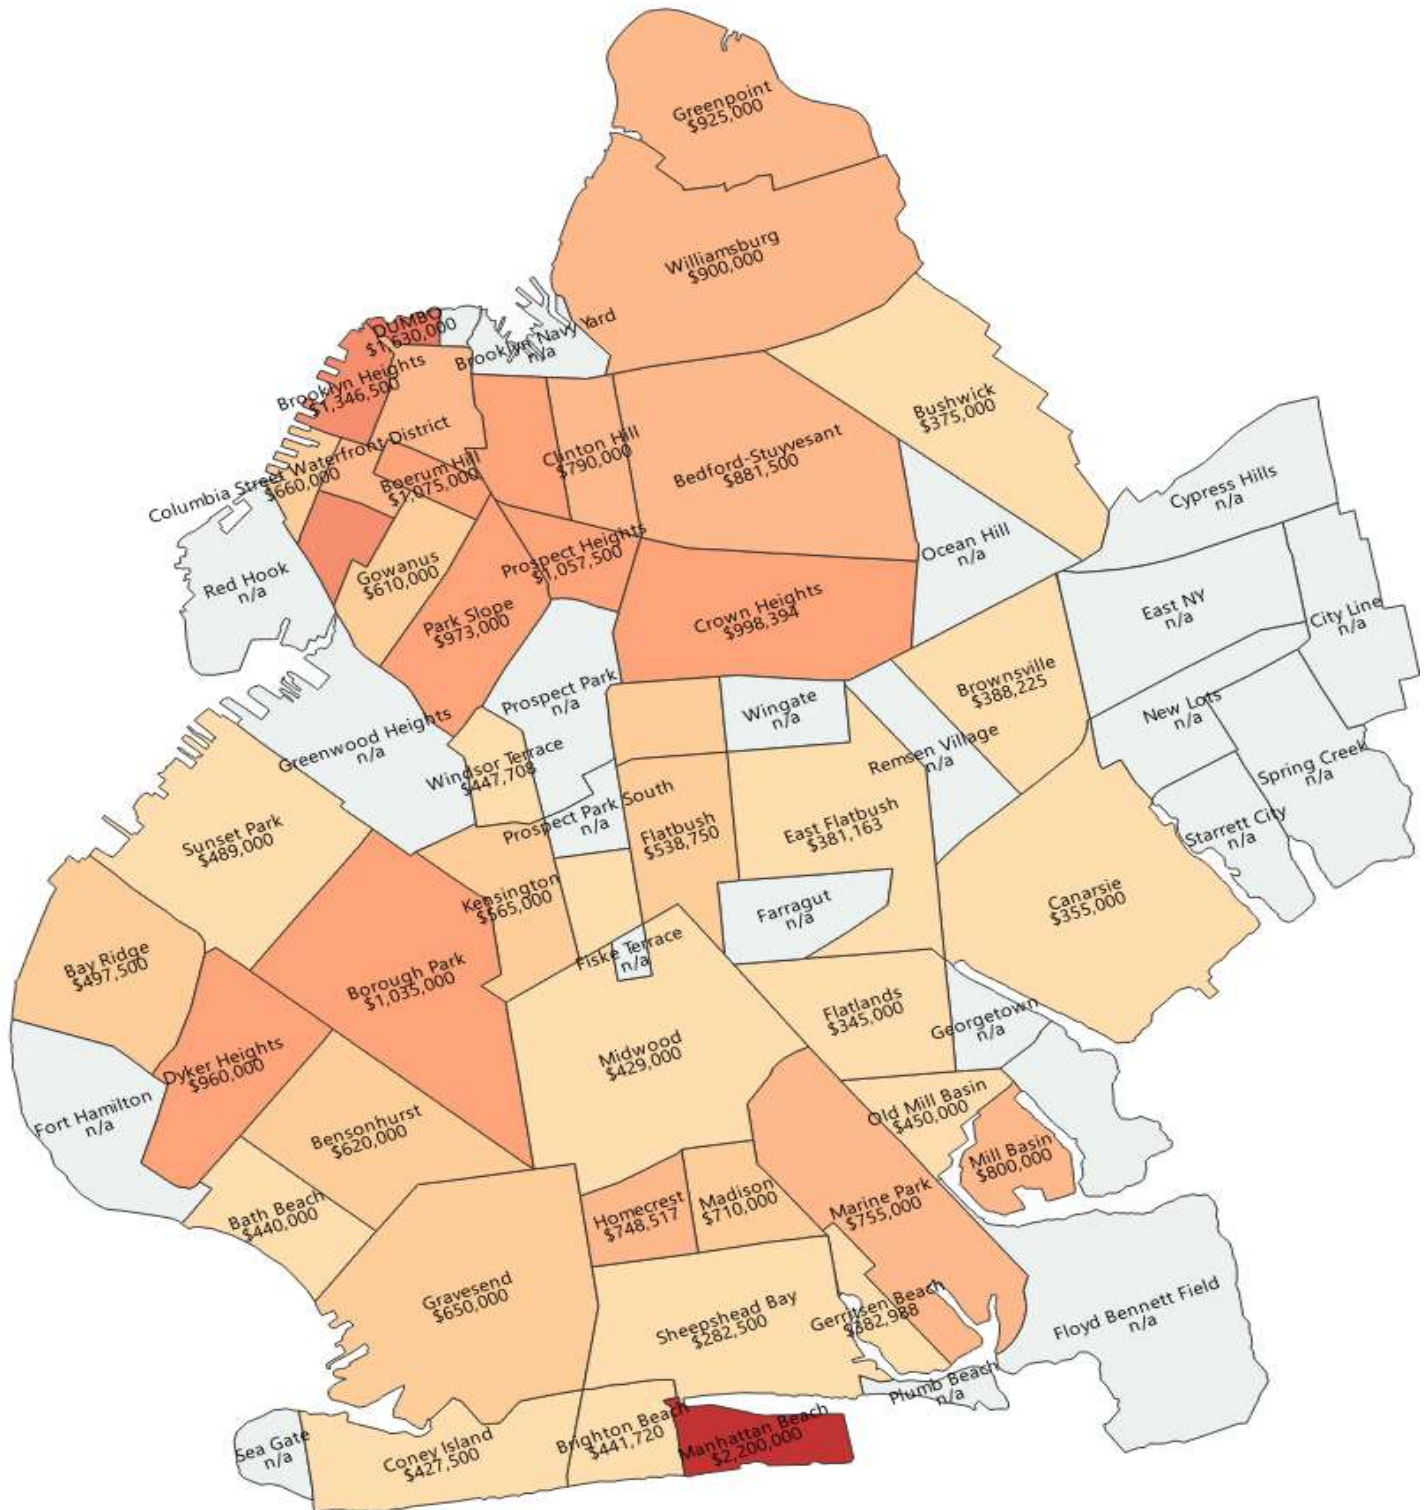 Greenpoint
$925,000
Williamsburg
$900,000
DUMBO
$1,630,000
Brooklyn Navy Yard
n/a
Brooklyn Heights
$1,346,500
Bushwick
$375,000
Columbia Street Waterfront District
$660,000
Boerum Hill
$1,075,000
Clinton Hill
$790,000
Bedford-Stuyvesant
$881,500
Cypress Hills
n/a
Ocean Hill
n/a
Red Hook
n/a
Gowanus
$610,000
Prospect Heights
$1,057,500
Park Slope
$973,000
Crown Heights
$998,394
East NY
n/a
City Line
n/a
Prospect Park
n/a
Wingate
n/a
Brownsville
$388,225
New Lots
n/a
Greenwood Heights
n/a
Windsor Terrace
$447,708
Remsen Village
n/a
Spring Creek
n/a
Sunset Park
$489,000
Prospect Park South
n/a
Flatbush
$538,750
East Flatbush
$381,163
Starrett City
n/a
Kensington
$565,000
Farragut
n/a
Canarsie
$355,000
Bay Ridge
$497,500
Borough Park
$1,035,000
Fiske Terrace
n/a
Flatlands
$345,000
Georgetown
n/a
Dyker Heights
$960,000
Midwood
$429,000
Fort Hamilton
n/a
Bensonhurst
$620,000
Old Mill Basin
$450,000
Mill Basin
$800,000
Bath Beach
$440,000
Homecrest
$748,517
Madison
$710,000
Marine Park
$755,000
Gravesend
$650,000
Sheepshead Bay
$282,500
Gerritsen Beach
$382,988
Floyd Bennett Field
n/a
Plumb Beach
n/a
Sea Gate
n/a
Coney Island
$427,500
Brighton Beach
$441,720
Manhattan Beach
$2,200,000